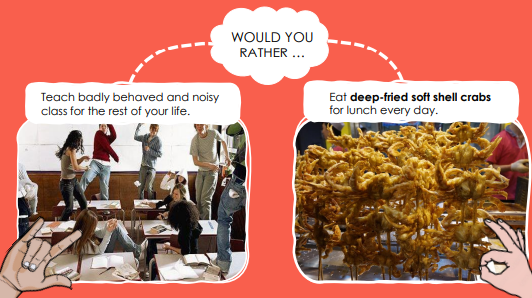 WOULD YOU
RATHER ...
Teach badly behaved and noisy
class for the rest of your life.
Eat deep-fried soft shell crabs
for lunch every day.